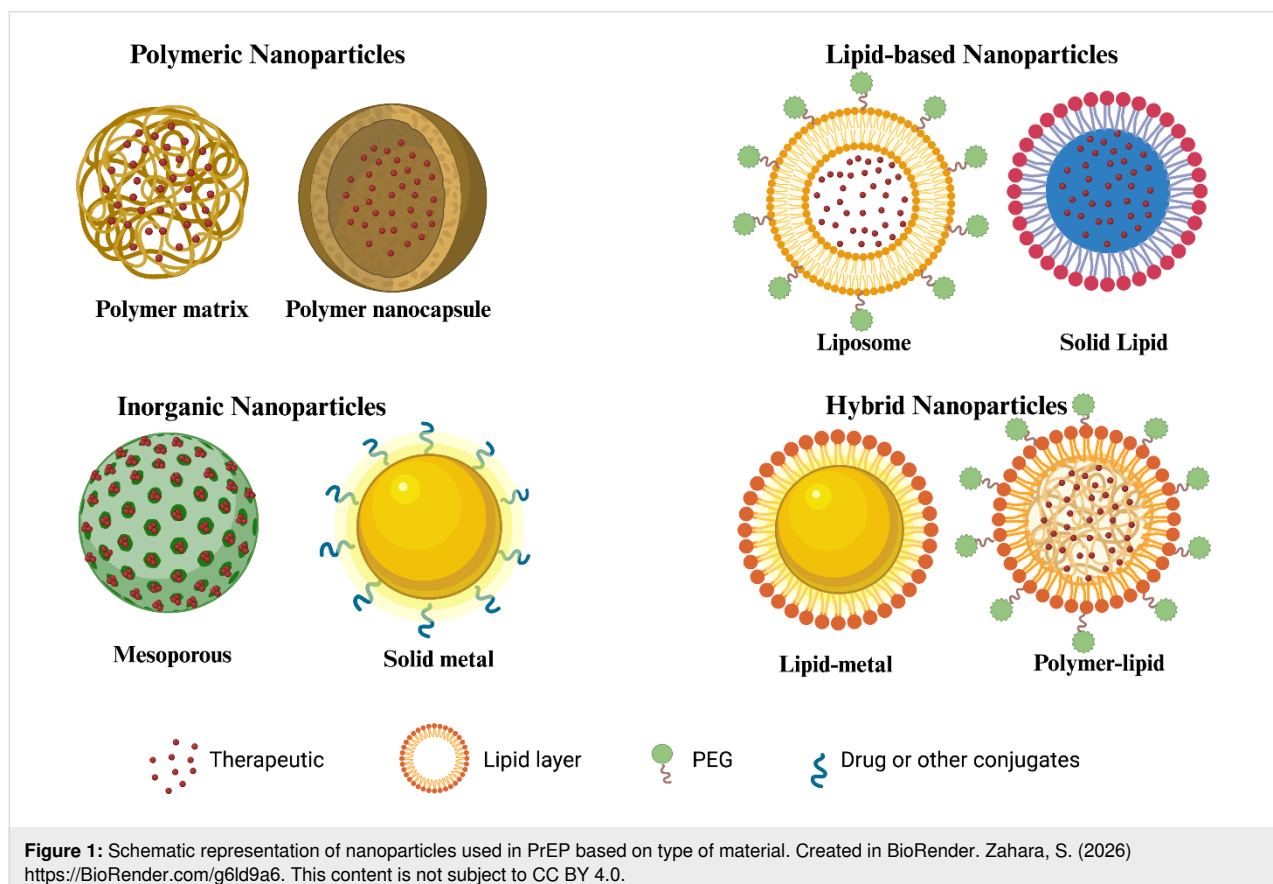 Polymeric Nanoparticles
Lipid-based Nanoparticles
Polymer matrix
Polymer nanocapsule
Liposome
Solid Lipid
Inorganic Nanoparticles
Hybrid Nanoparticles
Mesoporous
Solid metal
Lipid-metal
Polymer-lipid
Therapeutic
Lipid layer
PEG
Drug or other conjugates
Figure 1: Schematic representation of nanoparticles used in PrEP based on type of material. Created in BioRender. Zahara, S. (2026)
https://BioRender.com/g6ld9a6. This content is not subject to CC BY 4.0.